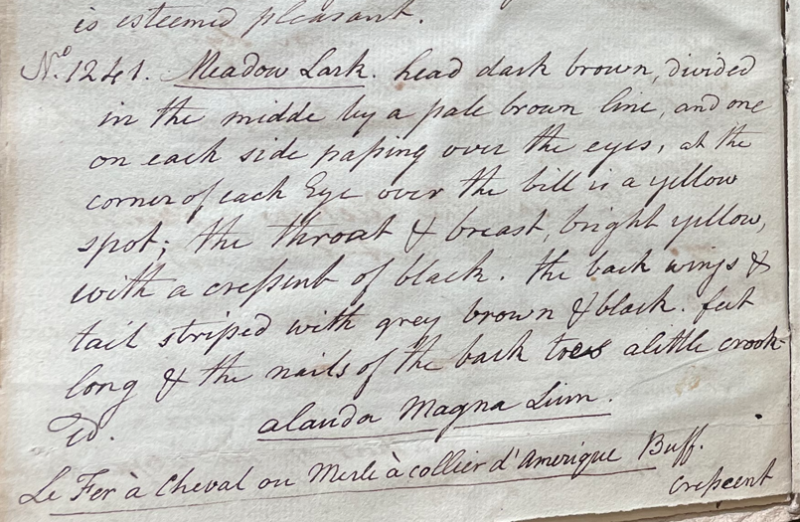 is esteemed pleasant.
No. 1241. Meadow Lark. head dark brown, divided
in the midde by a pale brown line, and one
on each side paſsing over the eyes, at the
corner of each Eye over the bill is a yellow
spot; the throat & breast, bright yellow,
with a creſsent of black. the back wings &
tail striped with grey brown & black. feet
long & the nails of the back toes alittle crook-
ed.
alauda Magna Linn.
Le Fer à Cheval ou Merle à collier d'Amerique Buff.
creſcent